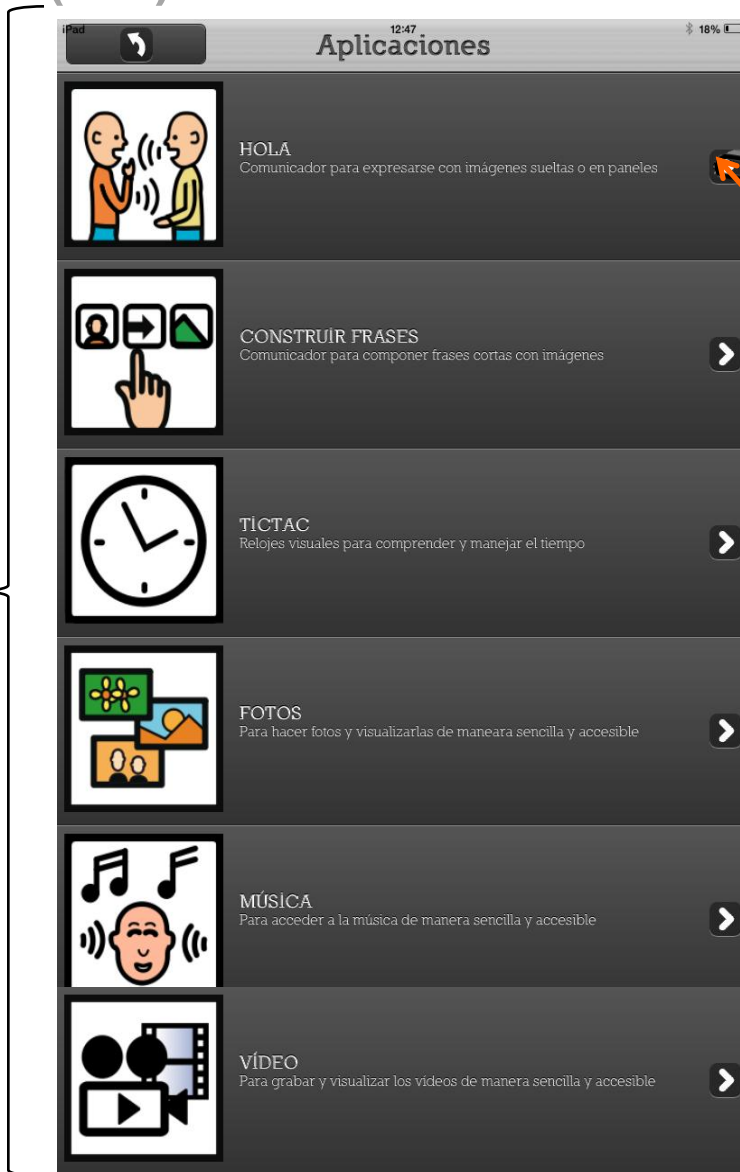 iPad
12:47
18%
Aplicaciones
HOLA
Comunicador para expresarse con imágenes sueltas o en paneles
CONSTRUIR FRASES
Comunicador para componer frases cortas con imágenes
TICTAC
Relojes visuales para comprender y manejar el tiempo
FOTOS
Para hacer fotos y visualizarlas de maneara sencilla y accesible
MÚSICA
Para acceder a la música de manera sencilla y accesible
VÍDEO
Para grabar y visualizar los vídeos de manera sencilla y accesible